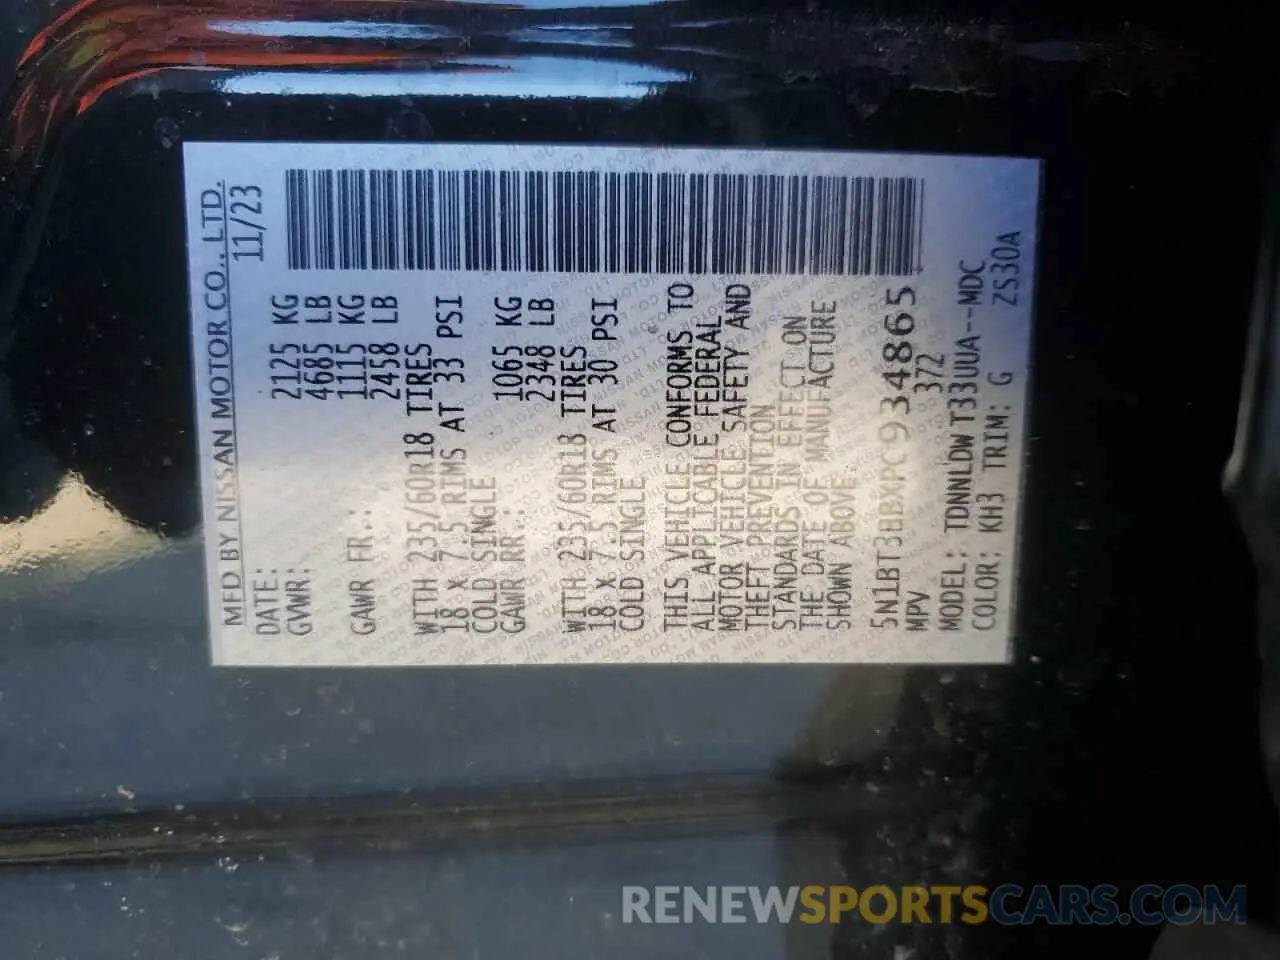 MFD BY NISSAN MOTOR CO., LTD.
DATE: 11/23
GVWR: 2125 KG
4685 LB
GAWR FR.: 1115 KG
2458 LB
WITH 235/60R18 TIRES
18 X 7.5 RIMS AT 33 PSI
COLD SINGLE
GAWR RR.: 1065 KG
2348 LB
WITH 235/60R18 TIRES
18 X 7.5 RIMS AT 30 PSI
COLD SINGLE
THIS VEHICLE CONFORMS TO
ALL APPLICABLE FEDERAL
MOTOR VEHICLE SAFETY AND
THEFT PREVENTION
STANDARDS IN EFFECT ON
THE DATE OF MANUFACTURE
SHOWN ABOVE.
5N1BT3BBXPC934865
MPV 372
MODEL: TDNNLDWT33UUA--MDC
COLOR: KH3 TRIM: G ZS30A
RENEWSPORTSCARS.COM